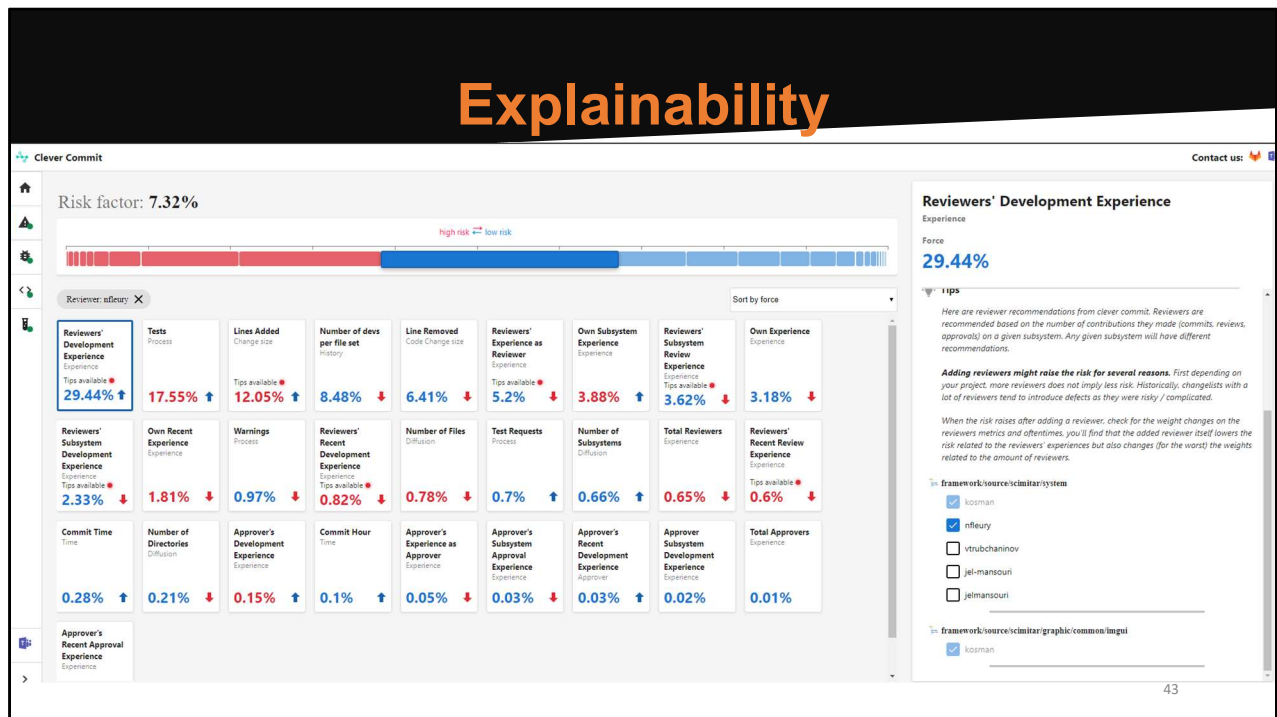 Explainability
Clever Commit
Contact us:
Risk factor: 7.32%
high risk ⇄ low risk
Reviewer: nfleury X
Sort by force
Reviewers'
Development
Experience
Experience
Tips available
29.44%
Tests
Process
17.55%
Lines Added
Change size
Tips available
12.05%
Number of devs
per file set
History
8.48%
Line Removed
Code Change size
6.41%
Reviewers'
Experience as
Reviewer
Experience
Tips available
5.2%
Own Subsystem
Experience
Experience
3.88%
Reviewers'
Subsystem
Review
Experience
Experience
Tips available
3.62%
Own Experience
Experience
3.18%
Reviewers'
Subsystem
Development
Experience
Experience
Tips available
2.33%
Own Recent
Experience
Experience
1.81%
Warnings
Process
0.97%
Reviewers'
Recent
Development
Experience
Experience
Tips available
0.82%
Number of Files
Diffusion
0.78%
Test Requests
Process
0.7%
Number of
Subsystems
Diffusion
0.66%
Total Reviewers
Experience
0.65%
Reviewers'
Recent Review
Experience
Experience
Tips available
0.6%
Commit Time
Time
0.28%
Number of
Directories
Diffusion
0.21%
Approver's
Development
Experience
Experience
0.15%
Commit Hour
Time
0.1%
Approver's
Experience as
Approver
Experience
0.05%
Approver's
Subsystem
Approval
Experience
Experience
0.03%
Approver's
Recent
Development
Experience
Approver
0.03%
Approver
Subsystem
Development
Experience
Experience
0.02%
Total Approvers
Experience
0.01%
Approver's
Recent Approval
Experience
Experience
Reviewers' Development Experience
Experience
Force
29.44%
Tips
Here are reviewer recommendations from clever commit. Reviewers are
recommended based on the number of contributions they made (commits, reviews,
approvals) on a given subsystem. Any given subsystem will have different
recommendations.
Adding reviewers might raise the risk for several reasons. First depending on
your project, more reviewers does not imply less risk. Historically, changelists with a
lot of reviewers tend to introduce defects as they were risky / complicated.
When the risk raises after adding a reviewer, check for the weight changes on the
reviewers metrics and oftentimes, you'll find that the added reviewer itself lowers the
risk related to the reviewers' experiences but also changes (for the worst) the weights
related to the amount of reviewers.
framework/source/scimitar/system
kosman
nfleury
vtrubchaninov
jel-mansouri
jelmansouri
framework/source/scimitar/graphic/common/imgui
kosman
43